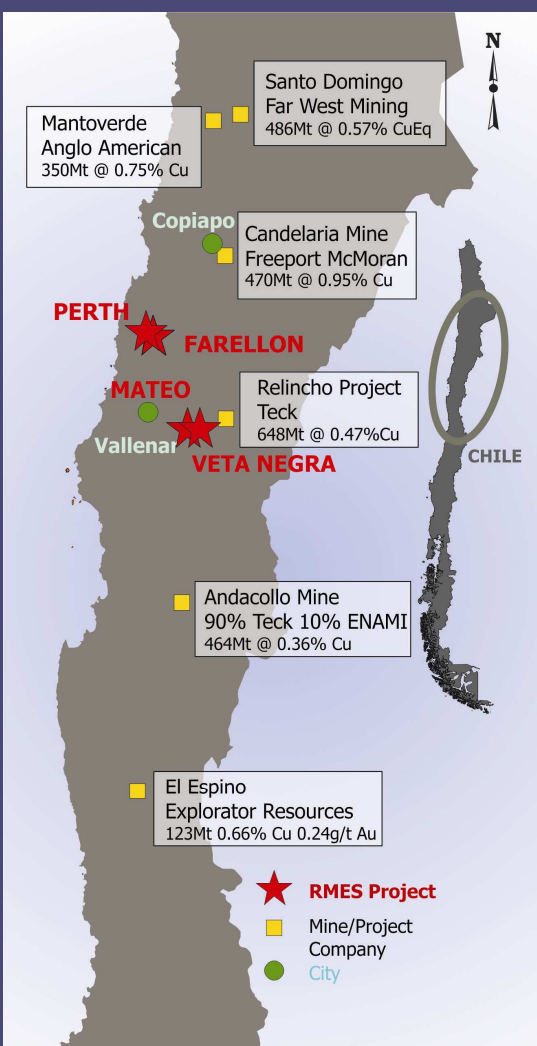 N
Santo Domingo
Far West Mining
486Mt @ 0.57% CuEq
Mantoverde
Anglo American
350Mt @ 0.75% Cu
Copiapo
Candelaria Mine
Freeport McMoran
470Mt @ 0.95% Cu
PERTH
FARELLON
MATEO
Relincho Project
Teck
648Mt @ 0.47%Cu
Vallenar
VETA NEGRA
CHILE
Andacollo Mine
90% Teck 10% ENAMI
464Mt @ 0.36% Cu
El Espino
Explorator Resources
123Mt 0.66% Cu 0.24g/t Au
RMES Project
Mine/Project
Company
City